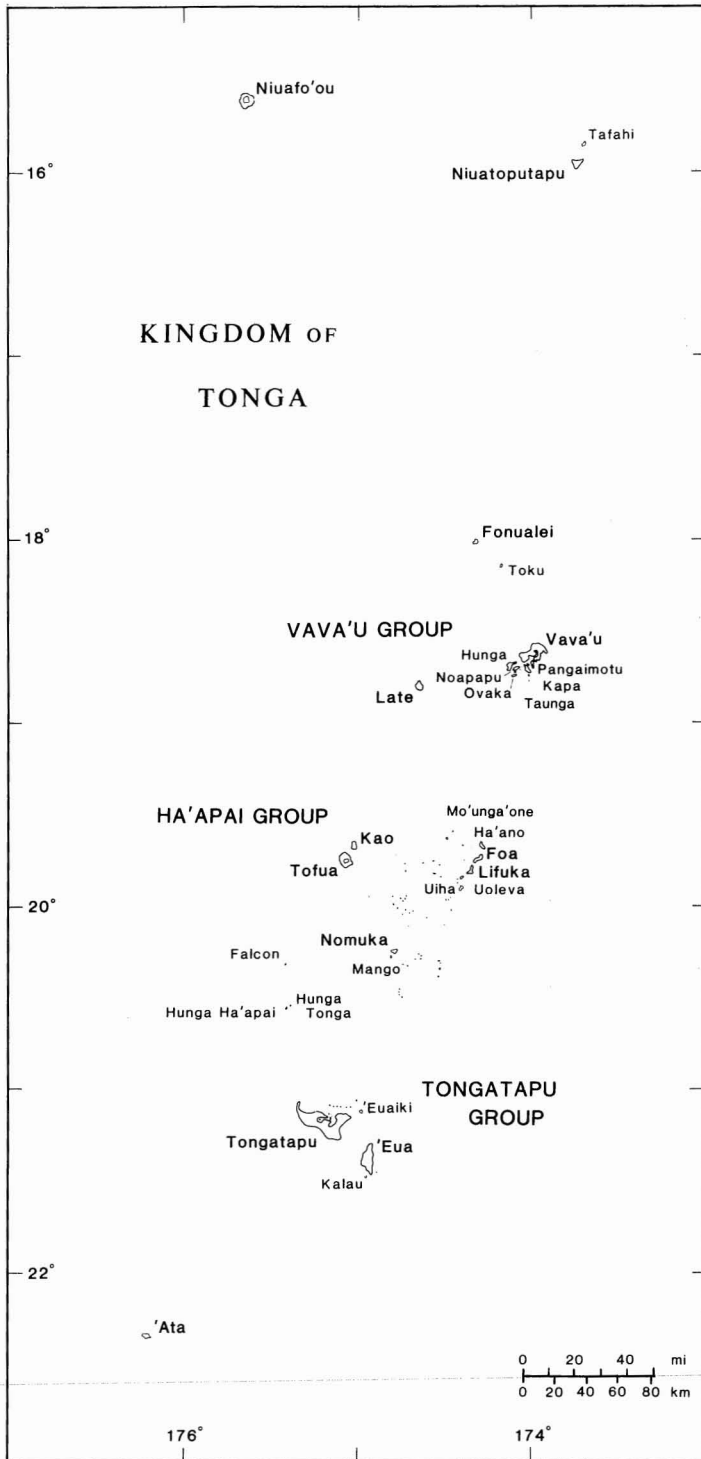 Niuafo'ou
Tafahi
16°
Niuatoputapu
KINGDOM OF
TONGA
Fonualei
18°
Toku
VAVA'U GROUP
Vava'u
Hunga
Pangaimotu
Noapapu
Kapa
Late
Ovaka
Taunga
HA'APAI GROUP
Mo'unga'one
Ha'ano
Kao
Foa
Tofua
Lifuka
Uiha
Uoleva
20°
Nomuka
Falcon
Mango
Hunga
Tonga
Hunga Ha'apai
TONGATAPU
GROUP
'Euaiki
Tongatapu
'Eua
Kalau
22°
'Ata
0 20 40 mi
0 20 40 60 80 km
176° 174°